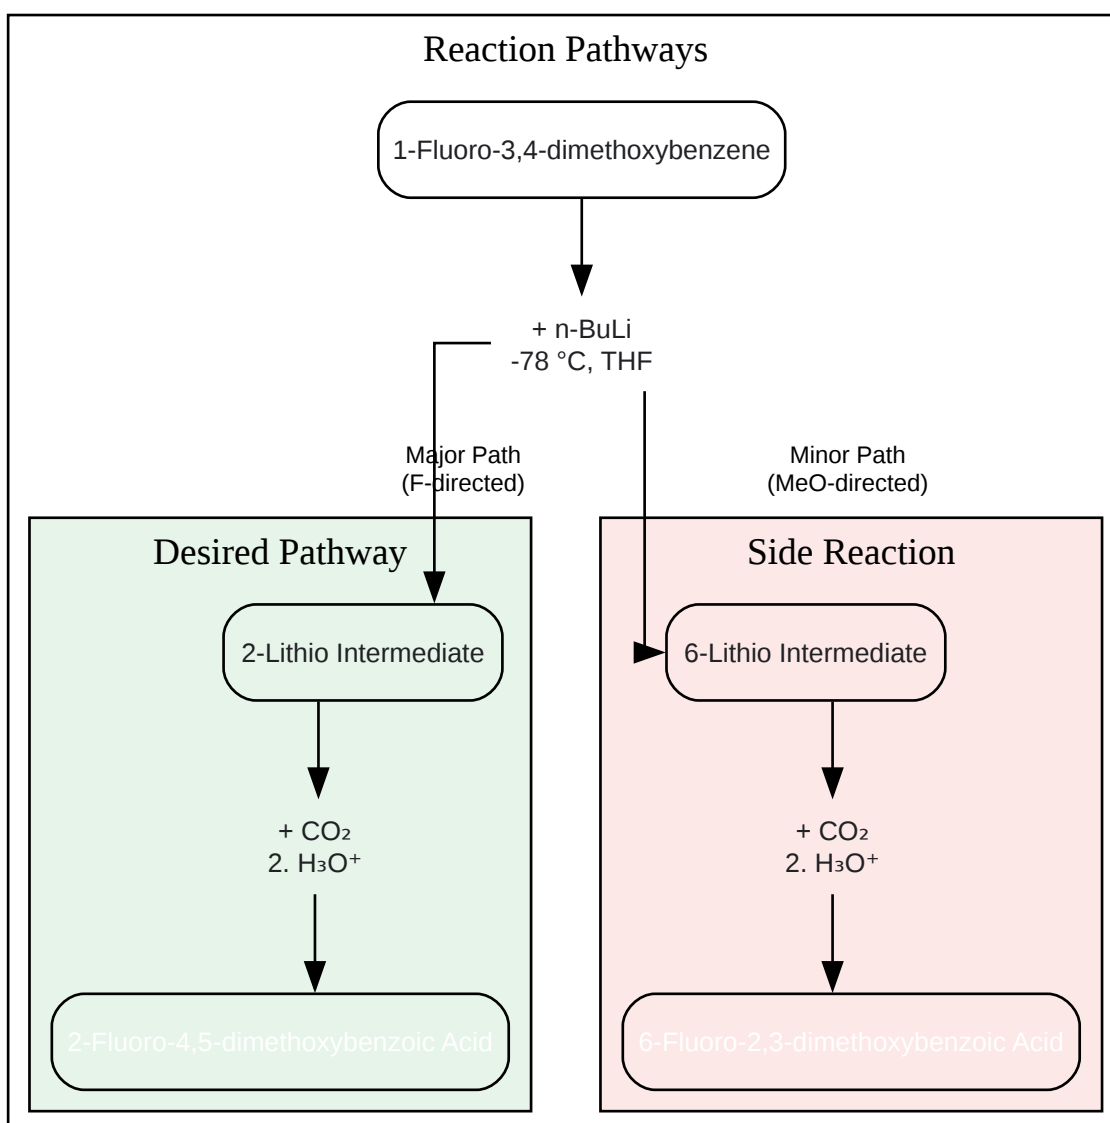 Reaction Pathways
1-Fluoro-3,4-dimethoxybenzene
+ n-BuLi
-78 °C, THF
Major Path
(F-directed)
Minor Path
(MeO-directed)
Desired Pathway
2-Lithio Intermediate
+ CO₂
2. H₃O⁺
2-Fluoro-4,5-dimethoxybenzoic Acid
Side Reaction
6-Lithio Intermediate
+ CO₂
2. H₃O⁺
6-Fluoro-2,3-dimethoxybenzoic Acid